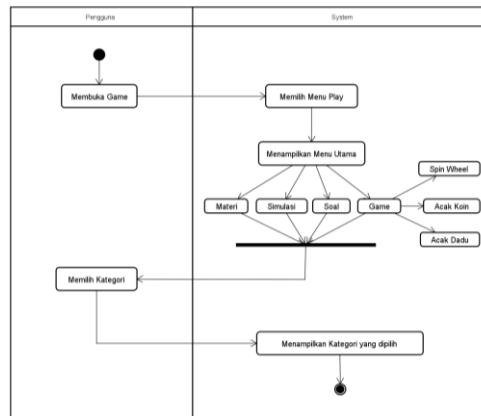 Pengguna
System
Membuka Game
Memilih Menu Play
Menampilkan Menu Utama
Spin Wheel
Materi
Simulasi
Soal
Game
Acak Koin
Acak Dadu
Memilih Kategori
Menampilkan Kategori yang dipilih